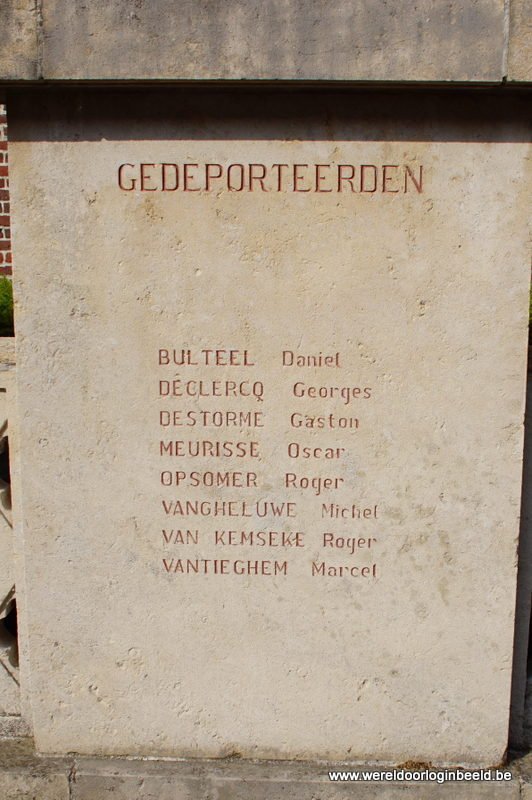 GEDEPORTEERDEN
BULTEEL Daniel
DÉCLERCQ Georges
DESTORME Gaston
MEURISSE Oscar
OPSOMER Roger
VANGHELUWE Michel
VAN KEMSEKE Roger
VANTIEGHEM Marcel
www.wereldoorloginbeeld.be